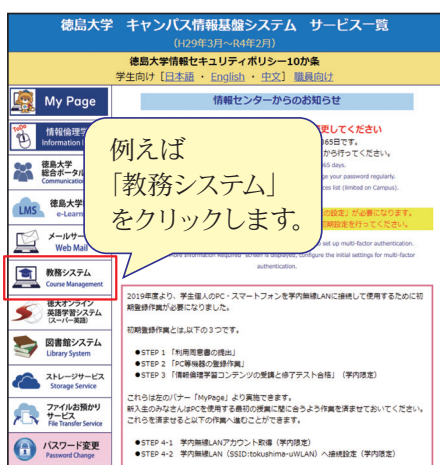 徳島大学 キャンパス情報基盤システム サービス一覧
(H29年3月～R4年2月)
徳島大学情報セキュリティポリシー10か条
学生向け [日本語 ・ English ・ 中文] 職員向け
My Page
情報センターからのお知らせ
ToDo
情報倫理学
Information
更してください
65日です。
から行ってください。
65 days.
ge your password regularly.
ces list (limited on Campus).
徳島大学
総合ポータル
Communication
例えば
「教務システム」
をクリックします。
LMS
徳島大学
e-Learn
の設定」が必要になります。
初期設定を行ってください。
メールサー
Web Mail
set up multi-factor authentication.
ore Information Required" screen is displayed, configure the initial settings for multi-factor
authentication.
教務システム
Course Management
徳大オンライン
英語学習システム
(スーパー英語)
図書館システム
Library System
ストレージサービス
Storage Service
ファイルお預かり
サービス
File Transfer Service
パスワード変更
Password Change
2019年度より、学生個人のPC・スマートフォンを学内無線LANに接続して使用するために初
期登録作業が必要になりました。
初期登録作業とは,以下の３つです。
●STEP 1 「利用同意書の提出」
●STEP 2 「PC等機器の登録作業」
●STEP 3 「情報倫理学習コンテンツの受講と修了テスト合格」（学内限定）
これらは左のバナー「MyPage」より実施できます。
新入生のみなさんはPCを使用する最初の授業に間に合うよう作業を済ませておいてください。
これらを済ませると以下の作業へ進むことができます。
●STEP 4-1 学内無線LANアカウント取得（学内限定）
●STEP 4-2 学内無線LAN（SSID:tokushima-uWLAN）へ接続設定（学内限定）